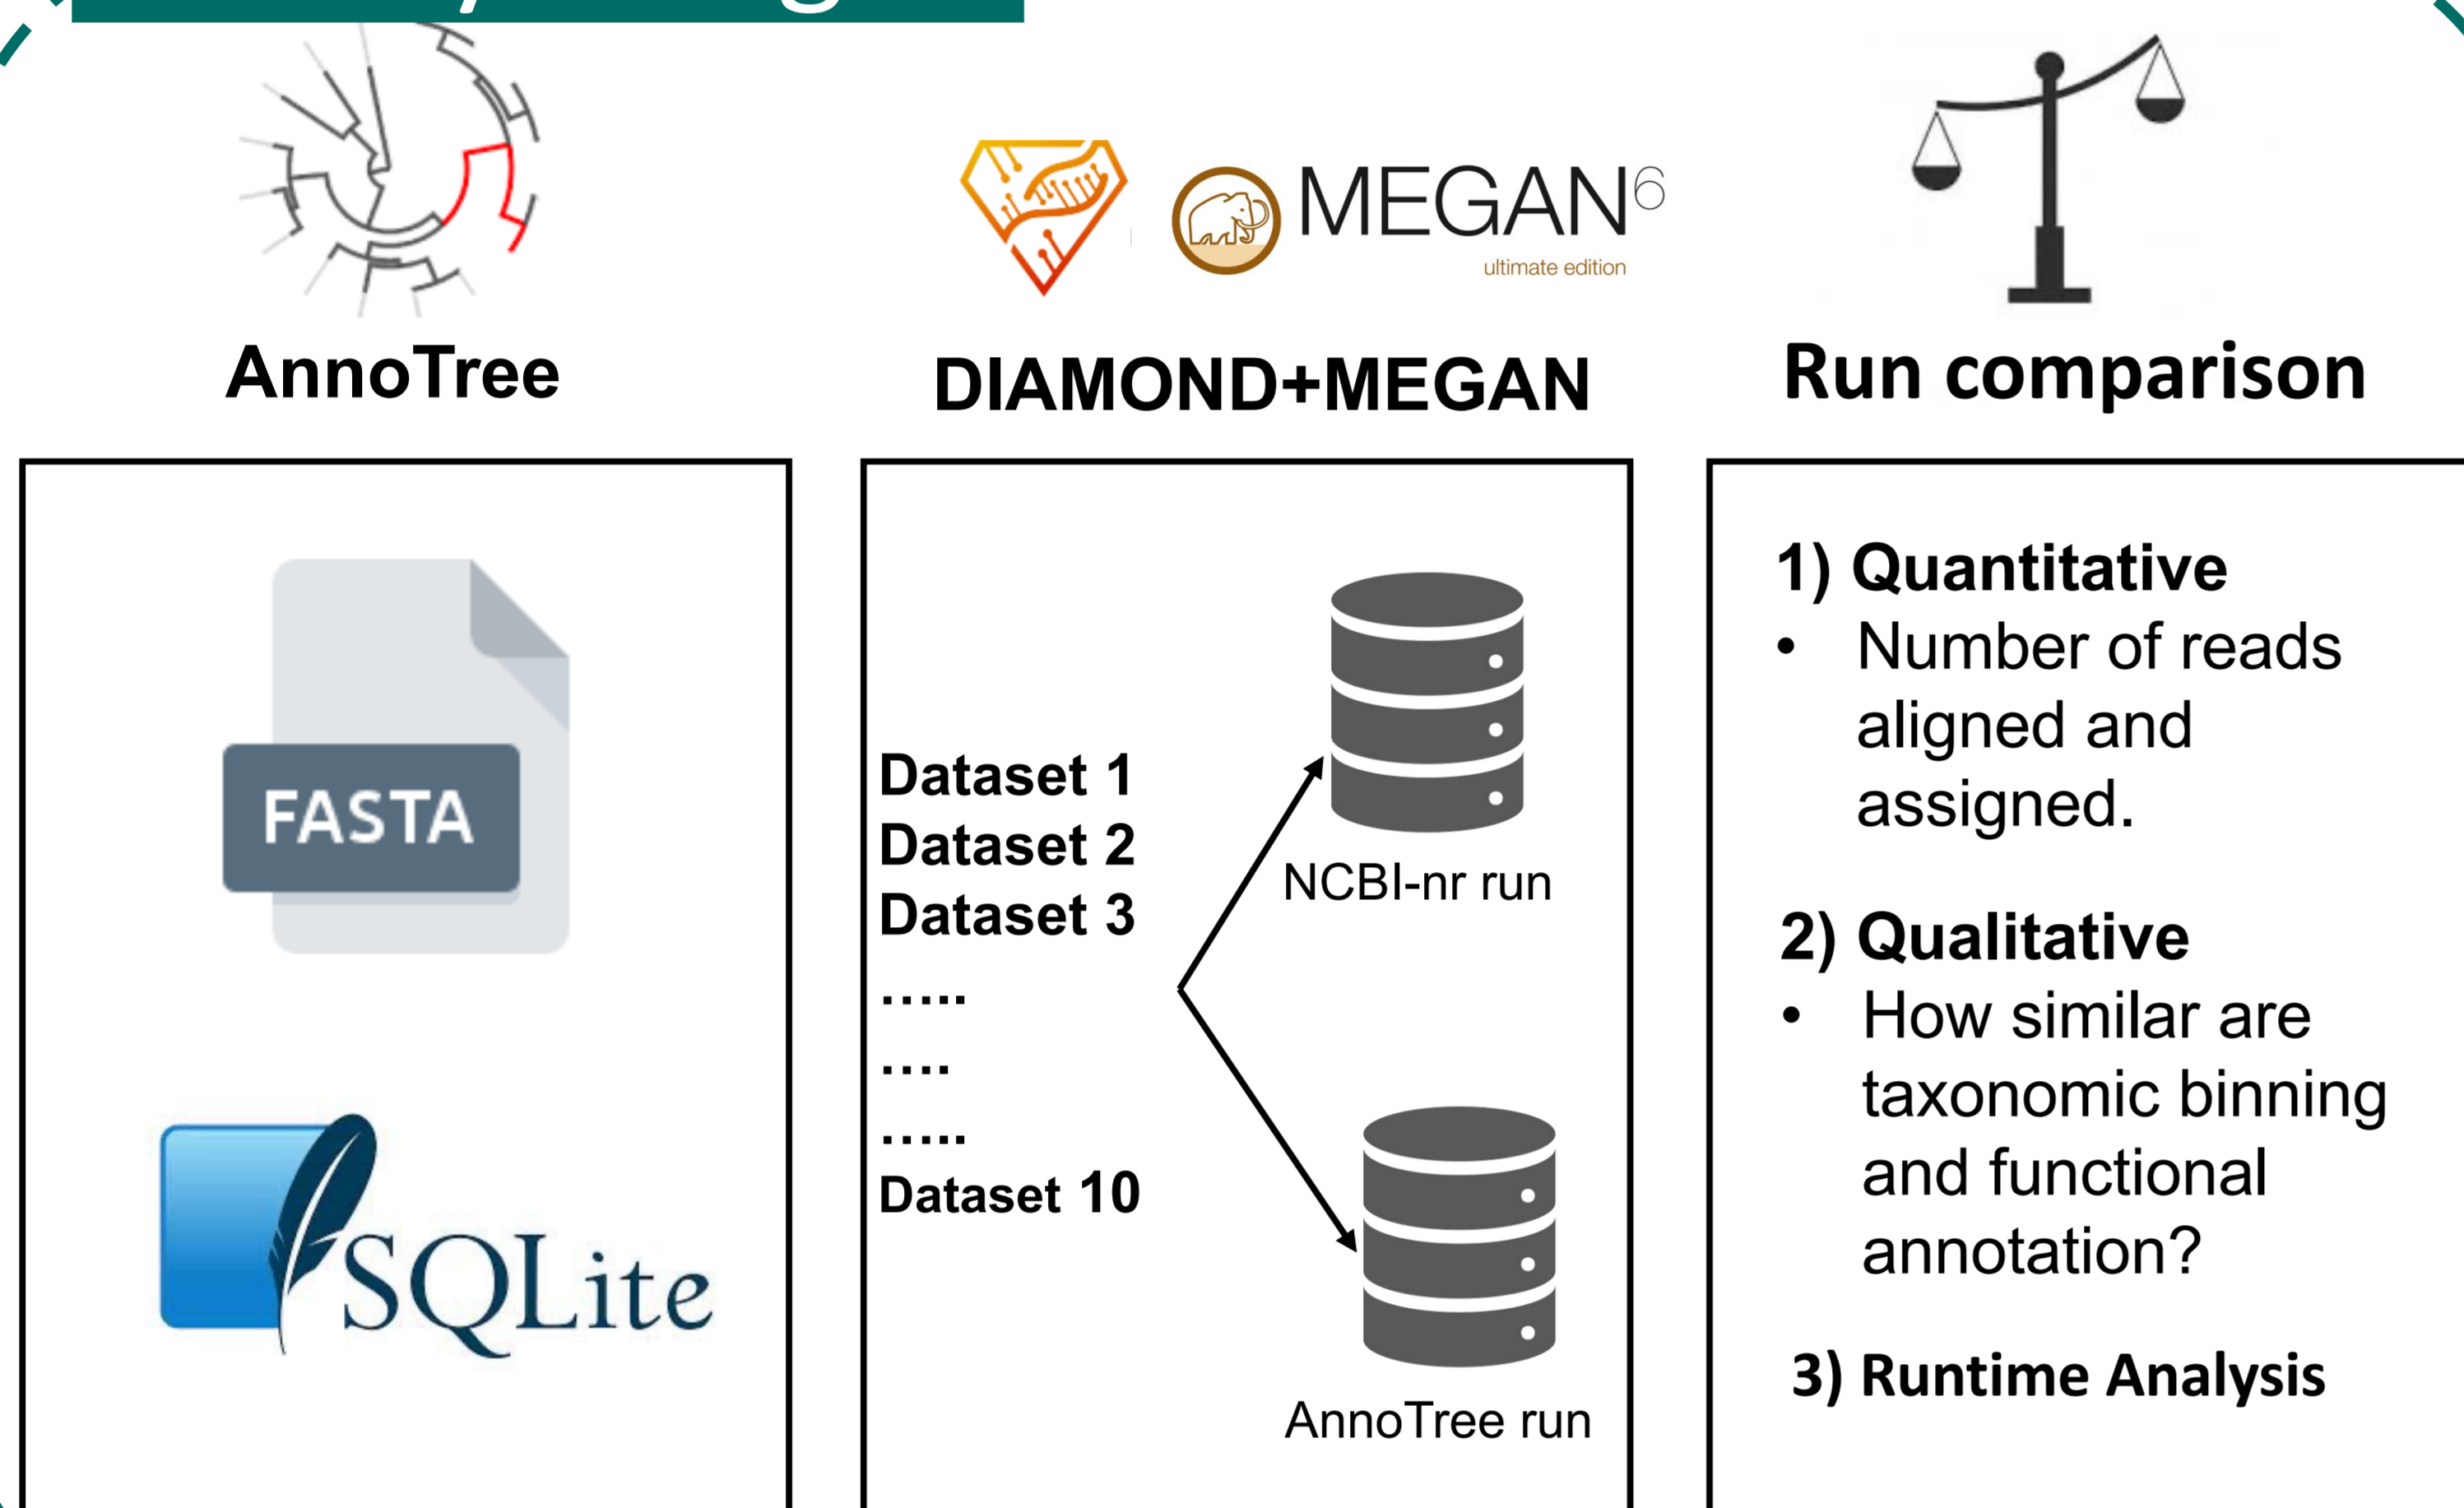 AnnoTree
MEGAN6
ultimate edition
DIAMOND+MEGAN
Run comparison
FASTA
SQLite
Dataset 1
Dataset 2
Dataset 3
.....
....
.....
Dataset 10
NCBI-nr run
AnnoTree run
1) Quantitative
• Number of reads
aligned and
assigned.
2) Qualitative
• How similar are
taxonomic binning
and functional
annotation?
3) Runtime Analysis